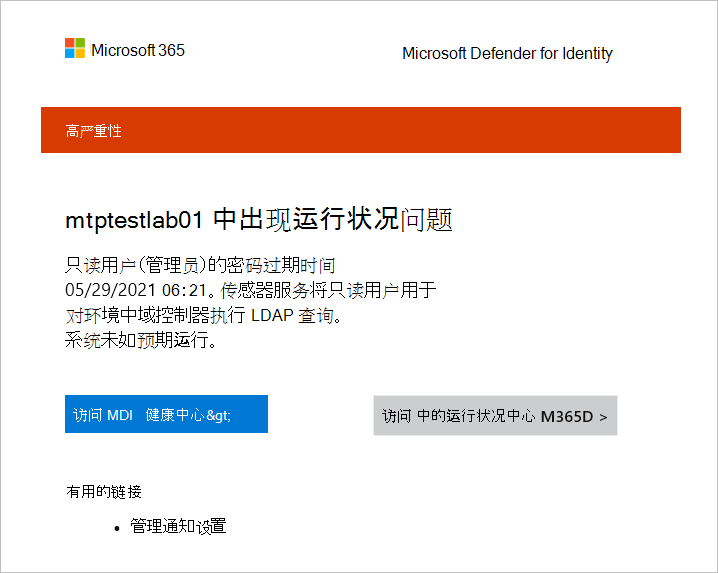 Microsoft 365
Microsoft Defender for Identity
高严重性
mtptestlab01 中出现运行状况问题
只读用户(管理员)的密码过期时间
05/29/2021 06:21。传感器服务将只读用户用于
对环境中域控制器执行 LDAP 查询。
系统未如预期运行。
访问 MDI 健康中心&gt;
访问 中的运行状况中心 M365D >
有用的链接
• 管理通知设置